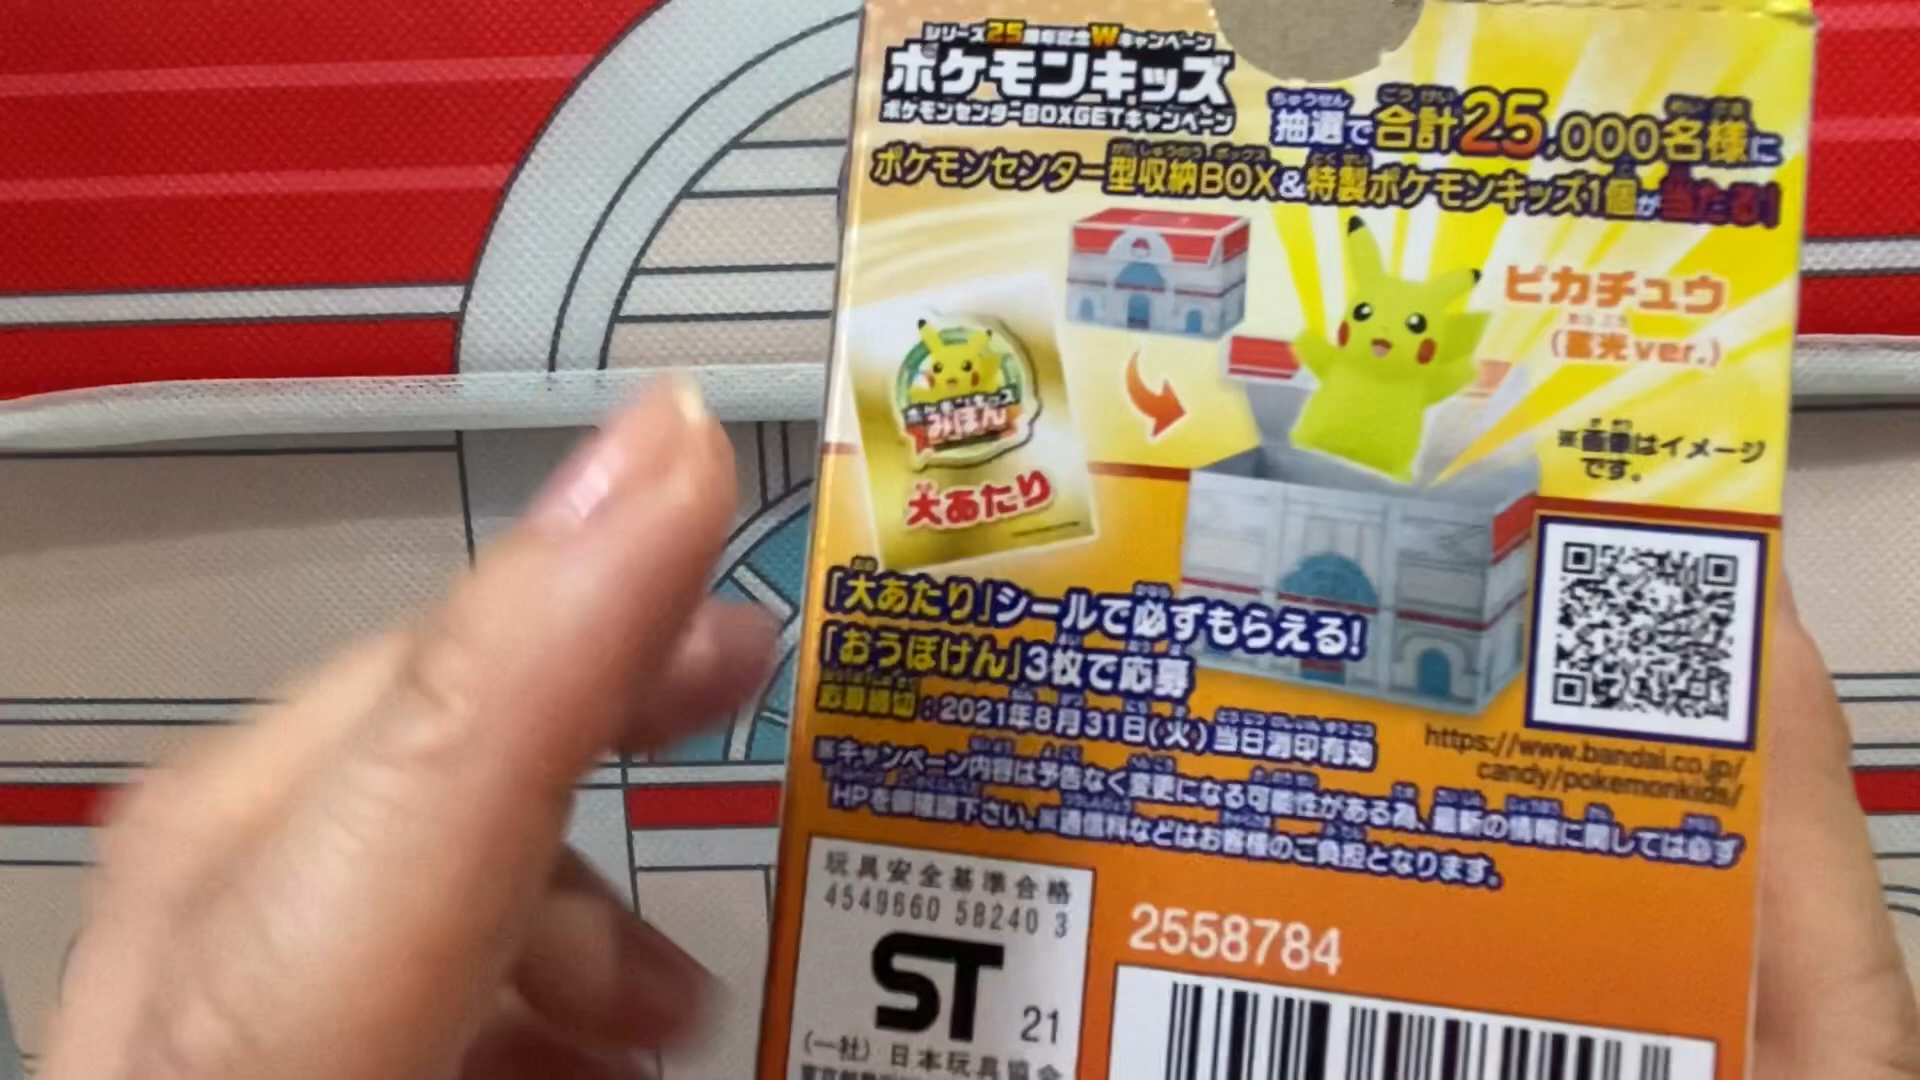 シリーズ25周年記念Wキャンペーン
ポケモンキッズ
ポケモンセンターBOXGETキャンペーン
抽選で合計25,000名様に
ポケモンセンター型収納BOX&特製ポケモンキッズ1個が当たる!
ピカチュウ
(蓄光ver.)
※画像はイメージ
です。
ポケモンキッズ
みほん
大あたり
「大あたり」シールで必ずもらえる!
「おうぼけん」3枚で応募
応募締切:2021年8月31日(火)当日消印有効
https://www.bandai.co.jp/
candy/pokemonkids/
※キャンペーン内容は予告なく変更になる可能性がある為、最新の情報に関しては必ず
HPを御確認下さい。※通信料などはお客様のご負担となります。
玩具安全基準合格
4549660 58240 3
ST 21
(一社)日本玩具協会
2558784